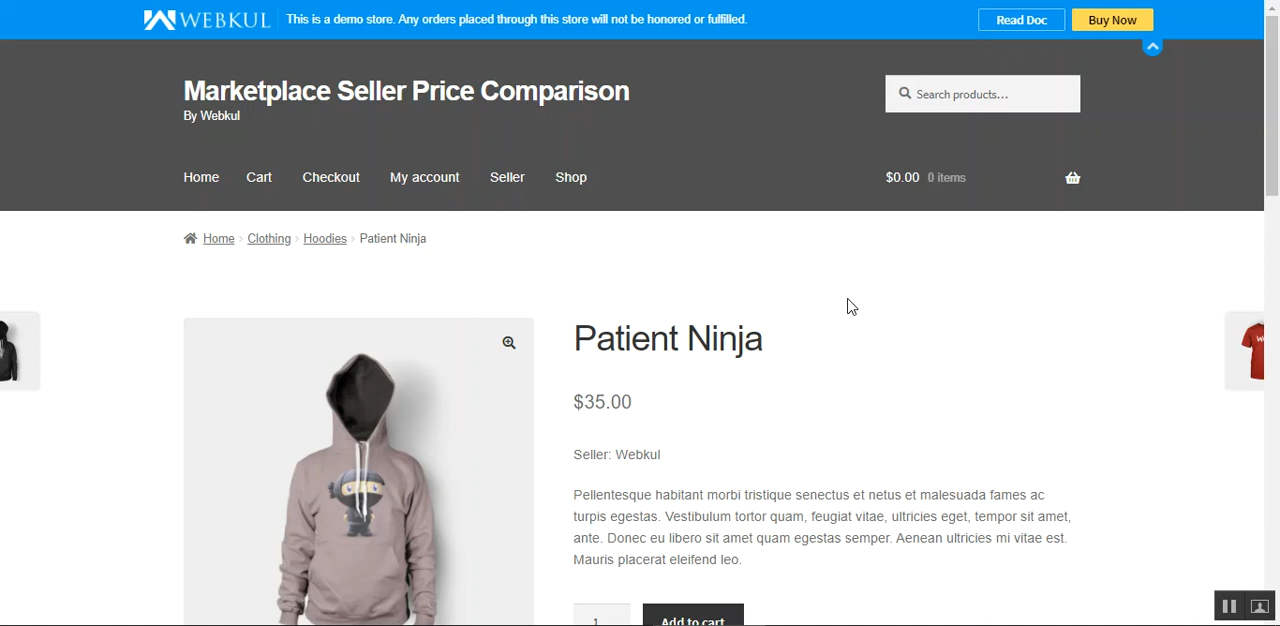 WEBKUL This is a demo store. Any orders placed through this store will not be honored or fulfilled. Read Doc Buy Now
Marketplace Seller Price Comparison
By Webkul
Search products...
Home Cart Checkout My account Seller Shop $0.00 0 items
Home Clothing Hoodies Patient Ninja
Patient Ninja
$35.00
Seller: Webkul
Pellentesque habitant morbi tristique senectus et netus et malesuada fames ac
turpis egestas. Vestibulum tortor quam, feugiat vitae, ultricies eget, tempor sit amet,
ante. Donec eu libero sit amet quam egestas semper. Aenean ultricies mi vitae est.
Mauris placerat eleifend leo.
1 Add to cart